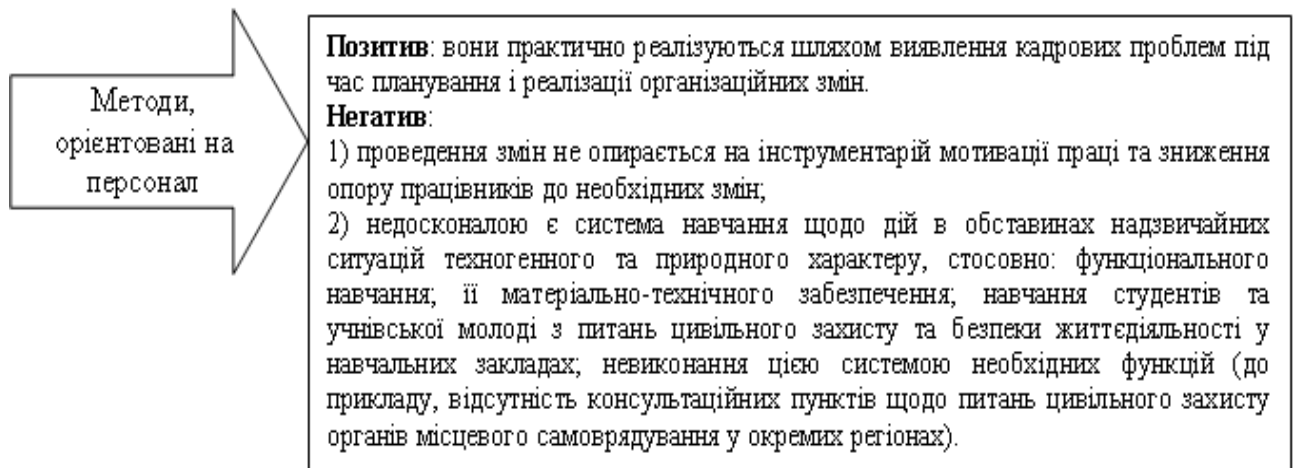 Методи,
орієнтовані на
персонал
Позитив: вони практично реалізуються шляхом виявлення кадрових проблем під
час планування і реалізації організаційних змін.
Негатив:
1) проведення змін не опирається на інструментарій мотивації праці та зниження
опору працівників до необхідних змін;
2) недосконалою є система навчання щодо дій в обставинах надзвичайних
ситуацій техногенного та природного характеру, стосовно: функціонального
навчання; її матеріально-технічного забезпечення; навчання студентів та
учнівської молоді з питань цивільного захисту та безпеки життєдіяльності у
навчальних закладах; невиконання цією системою необхідних функцій (до
прикладу, відсутність консультаційних пунктів щодо питань цивільного захисту
органів місцевого самоврядування у окремих регіонах).